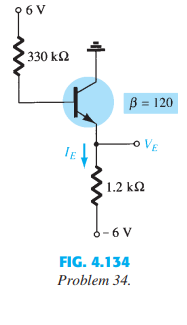 6 V
330 kΩ
β = 120
V_E
I_E
1.2 kΩ
-6 V
FIG. 4.134
Problem 34.